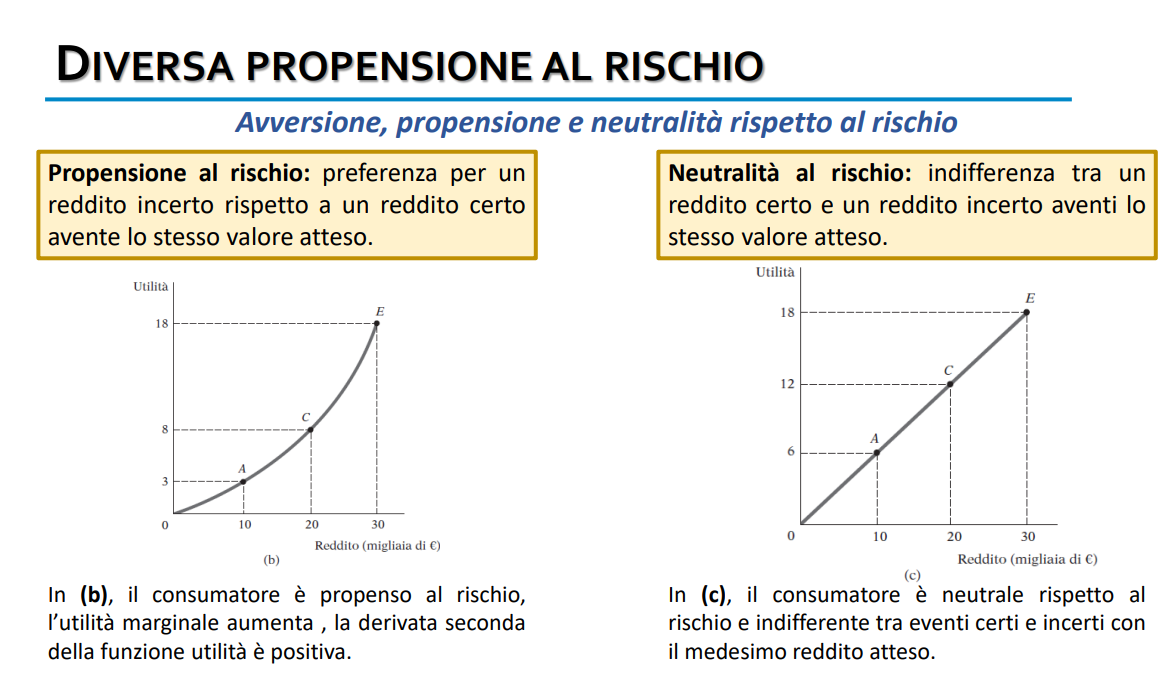 DIVERSA PROPENSIONE AL RISCHIO
Avversione, propensione e neutralità rispetto al rischio
Propensione al rischio: preferenza per un
reddito incerto rispetto a un reddito certo
avente lo stesso valore atteso.
Utilità
E
18
C
8
A
3
0
10
20
30
Reddito (migliaia di €)
(b)
In (b), il consumatore è propenso al rischio,
l’utilità marginale aumenta , la derivata seconda
della funzione utilità è positiva.
Neutralità al rischio: indifferenza tra un
reddito certo e un reddito incerto aventi lo
stesso valore atteso.
Utilità
E
18
C
12
A
6
0
10
20
30
Reddito (migliaia di €)
(c)
In (c), il consumatore è neutrale rispetto al
rischio e indifferente tra eventi certi e incerti con
il medesimo reddito atteso.